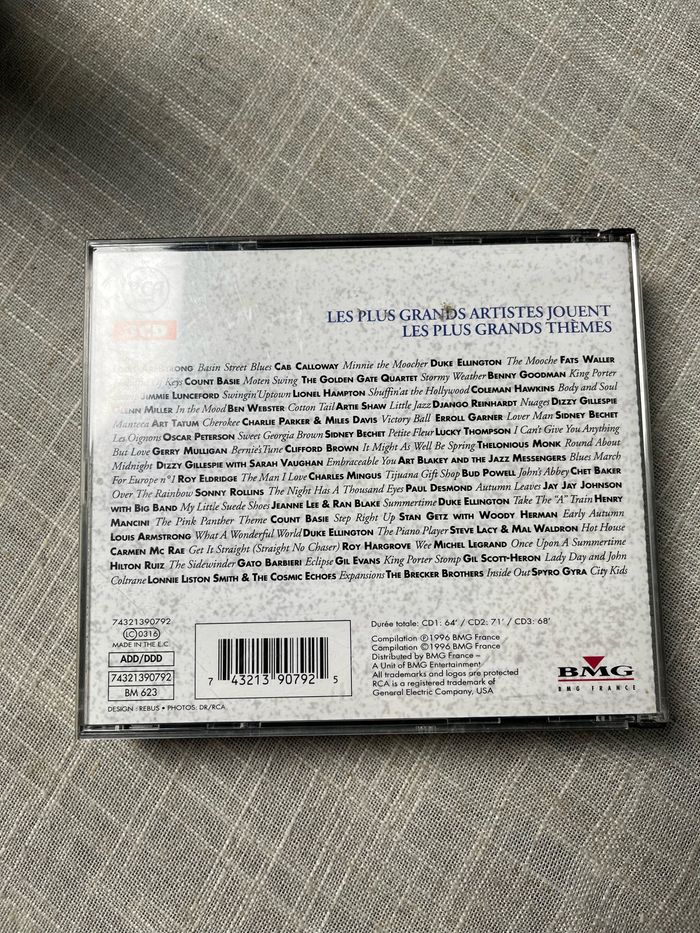 RCA
3CD
LES PLUS GRANDS ARTISTES JOUENT
LES PLUS GRANDS THÈMES
ARMSTRONG Basin Street Blues CAB CALLOWAY Minnie the Moocher DUKE ELLINGTON The Mooche FATS WALLER
Keys COUNT BASIE Moten Swing THE GOLDEN GATE QUARTET Stormy Weather BENNY GOODMAN King Porter
JIMMIE LUNCEFORD Swingin'Uptown LIONEL HAMPTON Shufflin'at the Hollywood COLEMAN HAWKINS Body and Soul
GLENN MILLER In the Mood BEN WEBSTER Cotton Tail ARTIE SHAW Little Jazz DJANGO REINHARDT Nuages DIZZY GILLESPIE
Manteca ART TATUM Cherokee CHARLIE PARKER & MILES DAVIS Victory Ball ERROLL GARNER Lover Man SIDNEY BECHET
Les Oignons OSCAR PETERSON Sweet Georgia Brown SIDNEY BECHET Petite Fleur LUCKY THOMPSON I Can't Give You Anything
But Love GERRY MULLIGAN Bernie'sTune CLIFFORD BROWN It Might As Well Be Spring THELONIOUS MONK Round About
Midnight DIZZY GILLESPIE WITH SARAH VAUGHAN Embraceable You ART BLAKEY AND THE JAZZ MESSENGERS Blues March
For Europe n°1 ROY ELDRIDGE The Man I Love CHARLES MINGUS Tijuana Gift Shop BUD POWELL John's Abbey CHET BAKER
Over The Rainbow SONNY ROLLINS The Night Has A Thousand Eyes PAUL DESMOND Autumn Leaves JAY JAY JOHNSON
WITH BIG BAND My Little Suede Shoes JEANNE LEE & RAN BLAKE Summertime DUKE ELLINGTON Take The "A" Train HENRY
MANCINI The Pink Panther Theme COUNT BASIE Step Right Up STAN GETZ WITH WOODY HERMAN Early Autumn
LOUIS ARMSTRONG What A Wonderful World DUKE ELLINGTON The Piano Player STEVE LACY & MAL WALDRON Hot House
CARMEN MC RAE Get It Straight (Straight No Chaser) ROY HARGROVE Wee MICHEL LEGRAND Once Upon A Summertime
HILTON RUIZ The Sidewinder GATO BARBIERI Eclipse GIL EVANS King Porter Stomp GIL SCOTT-HERON Lady Day and John
Coltrane LONNIE LISTON SMITH & THE COSMIC ECHOES Expansions THE BRECKER BROTHERS Inside Out SPYRO GYRA City Kids
74321390792
LC 0316
MADE IN THE E.C
ADD/DDD
74321390792
BM 623
DESIGN : REBUS • PHOTOS: DR/RCA
7 43213 90792 5
Durée totale: CD1: 64' / CD2: 71' / CD3: 68'
Compilation ℗1996 BMG France
Compilation ©1996 BMG France
Distributed by BMG France –
A Unit of BMG Entertainment
All trademarks and logos are protected
RCA is a registered trademark of
General Electric Company, USA
BMG
BMG FRANCE